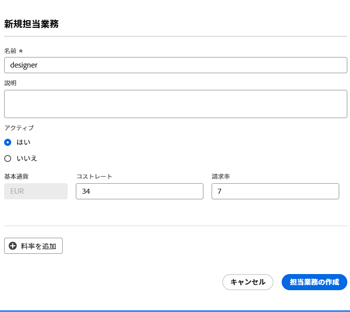 新規担当業務
名前 *
designer
説明
アクティブ
はい
いいえ
基本通貨 コストレート 請求率
EUR 34 7
料率を追加
キャンセル 担当業務の作成